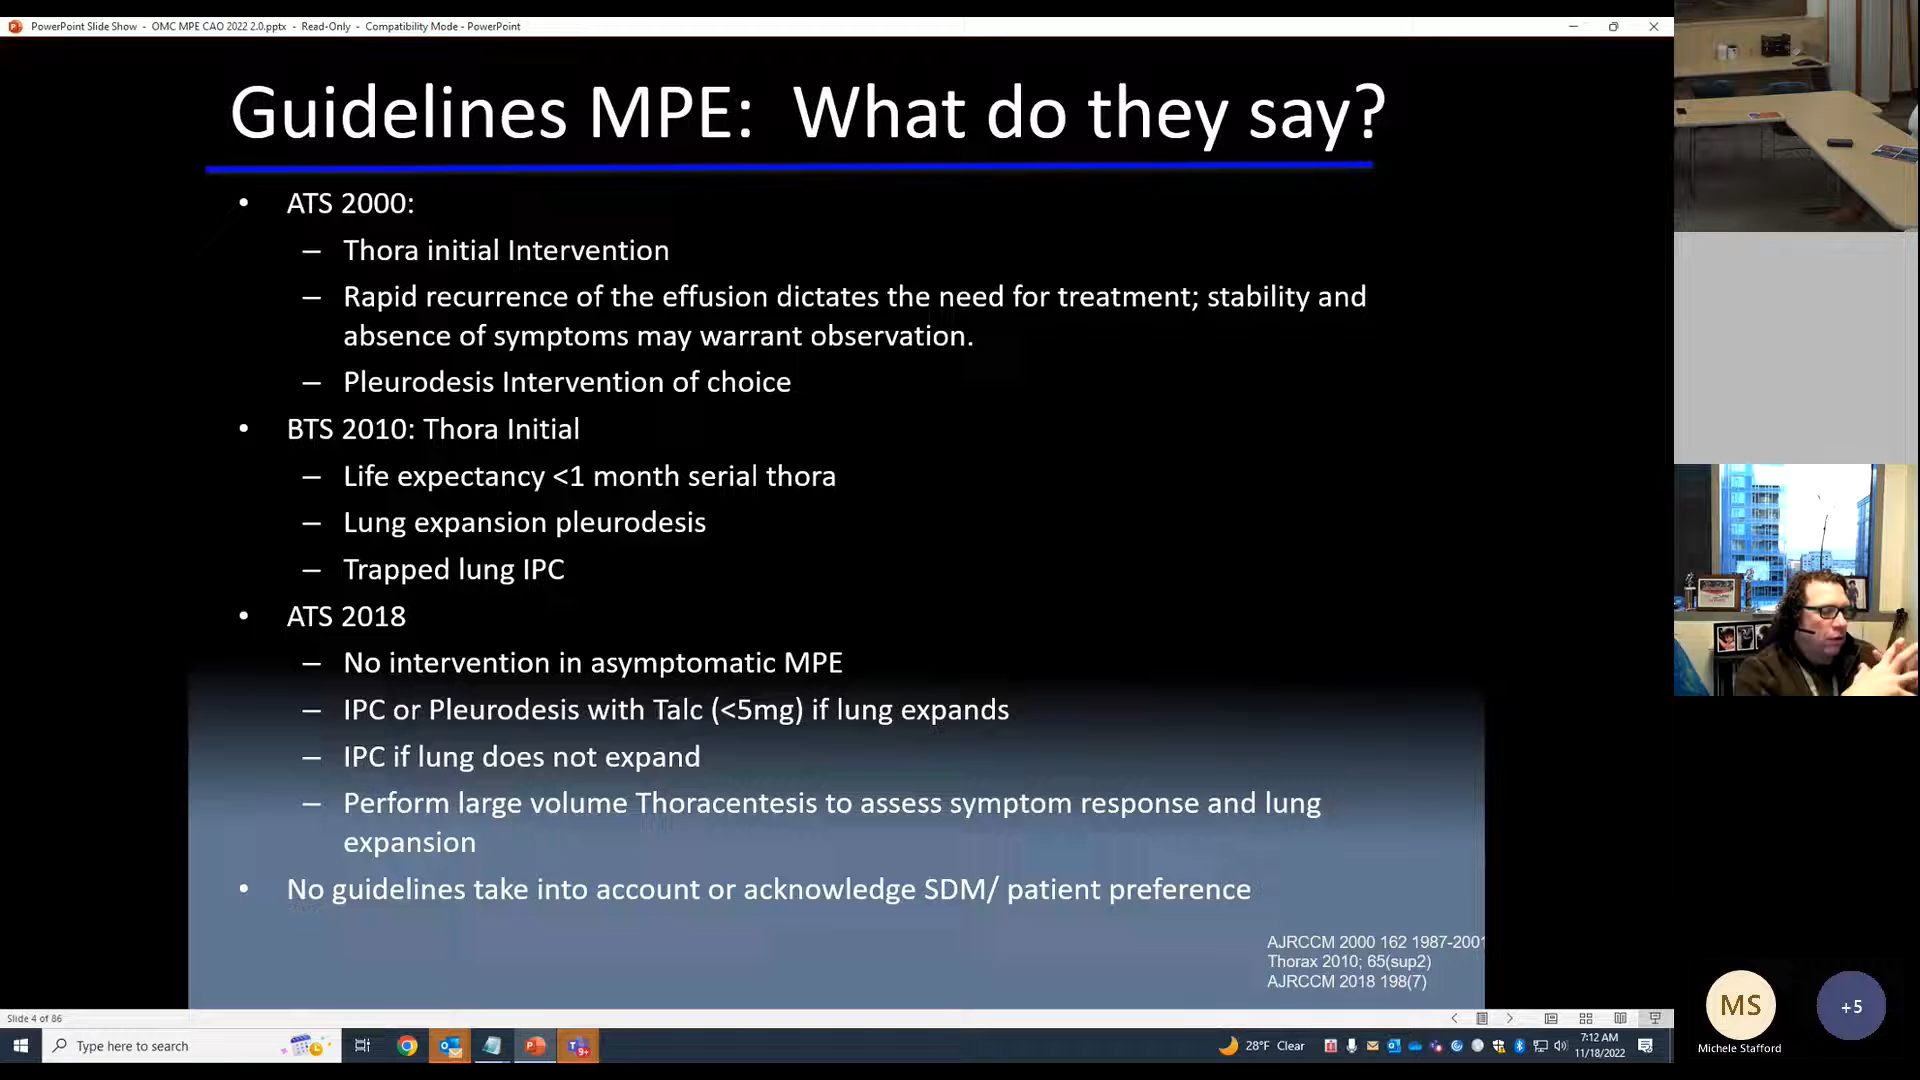 PowerPoint Slide Show - OMC MPE CAO 2022 2.0.pptx - Read-Only - Compatibility Mode - PowerPoint
Guidelines MPE: What do they say?
• ATS 2000:
– Thora initial Intervention
– Rapid recurrence of the effusion dictates the need for treatment; stability and
absence of symptoms may warrant observation.
– Pleurodesis Intervention of choice
• BTS 2010: Thora Initial
– Life expectancy <1 month serial thora
– Lung expansion pleurodesis
– Trapped lung IPC
• ATS 2018
– No intervention in asymptomatic MPE
– IPC or Pleurodesis with Talc (<5mg) if lung expands
– IPC if lung does not expand
– Perform large volume Thoracentesis to assess symptom response and lung
expansion
• No guidelines take into account or acknowledge SDM/ patient preference
AJRCCM 2000 162 1987-2001
Thorax 2010; 65(sup2)
AJRCCM 2018 198(7)
MS
+5
Michele Stafford
Slide 4 of 86
Type here to search
9+
28°F Clear
7:12 AM
11/18/2022